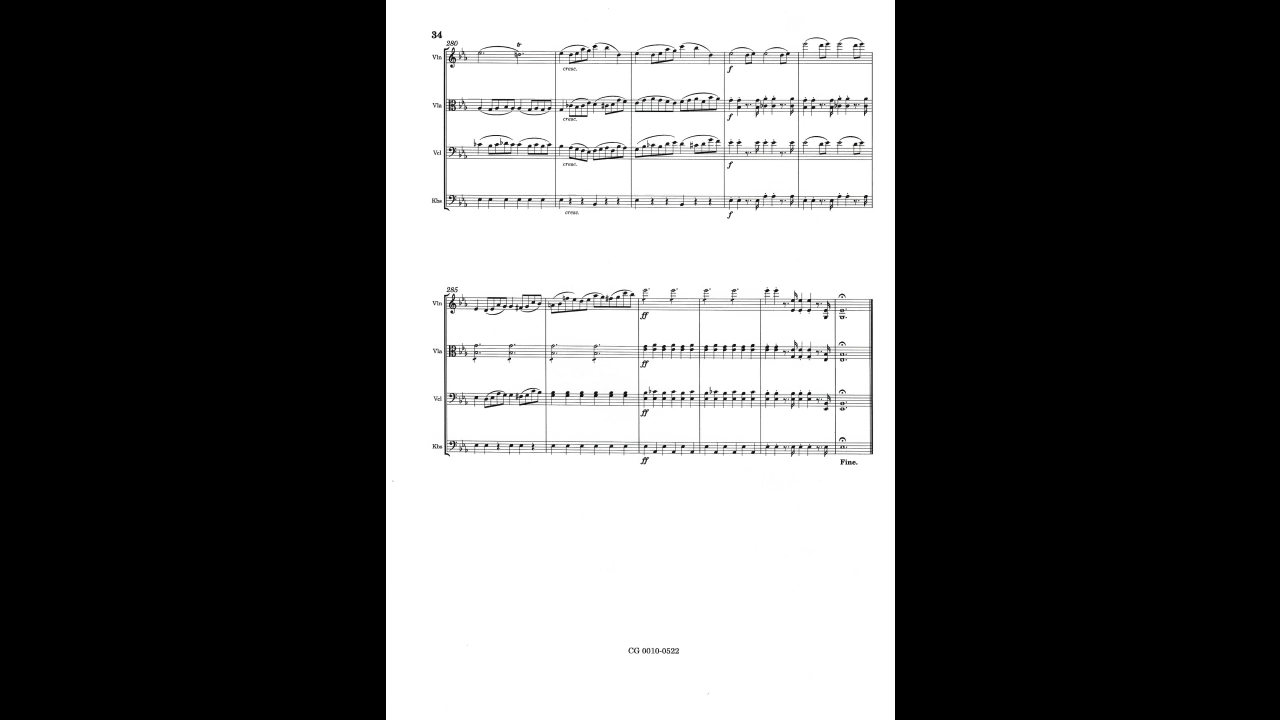 34
280
Vln
cresc.
f
Vla
cresc.
f
Vcl
cresc.
f
Kbs
cresc.
f
285
Vln
ff
Vla
ff
Vcl
ff
Kbs
ff
Fine.
CG 0010-0522